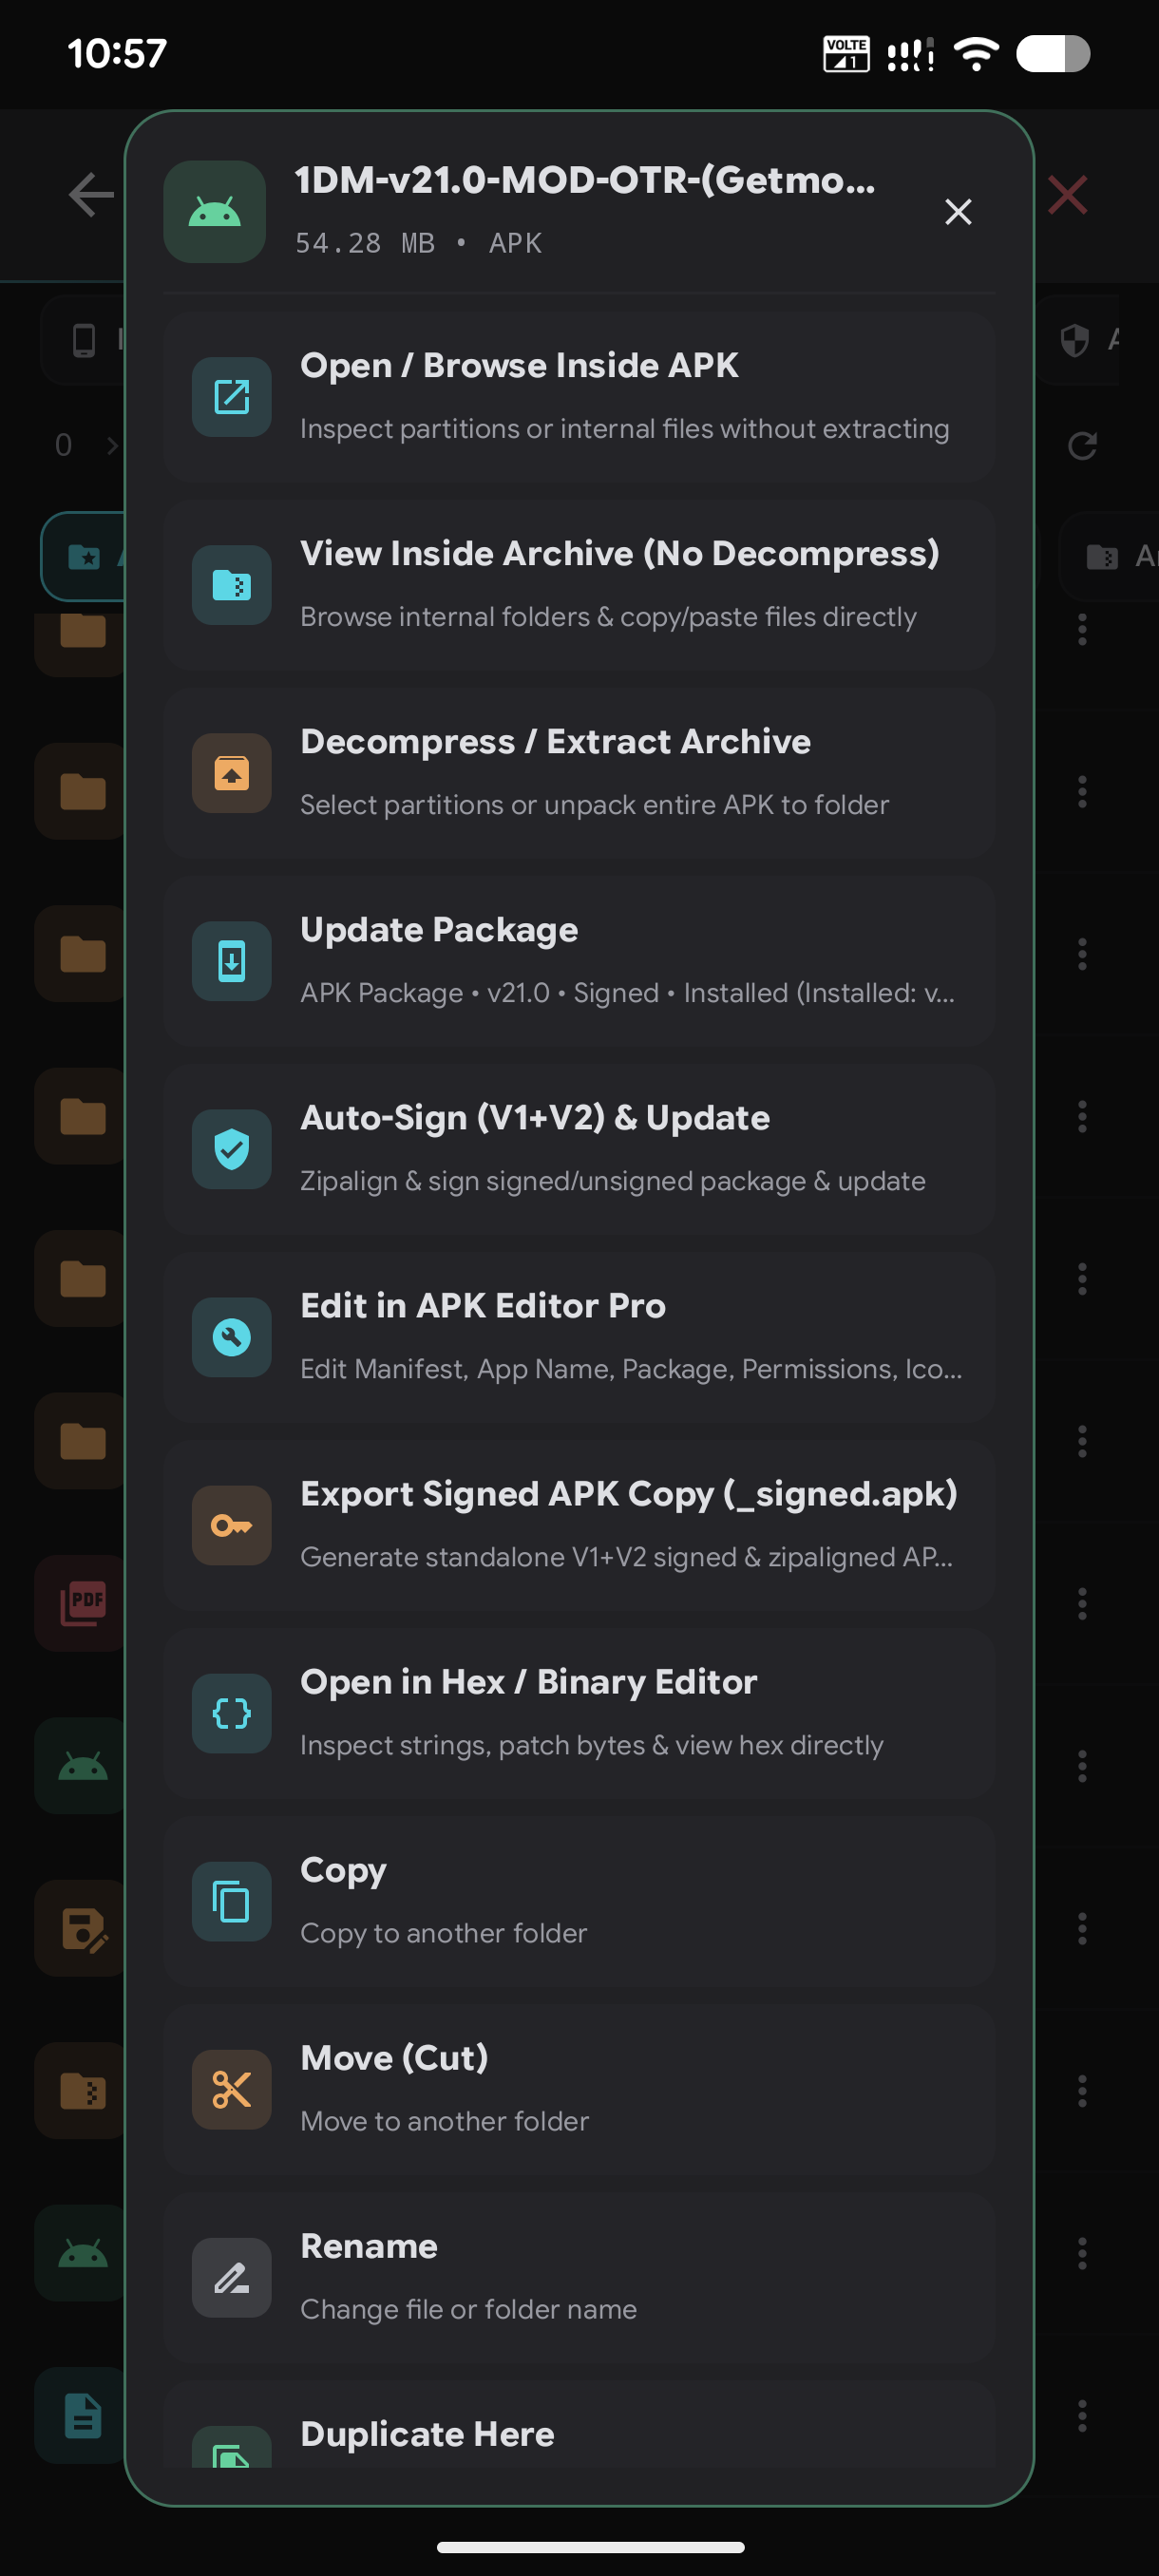 10:57
VOLTE
1
1DM-v21.0-MOD-OTR-(Getmo...
54.28 MB • APK
0
Open / Browse Inside APK
Inspect partitions or internal files without extracting
View Inside Archive (No Decompress)
Browse internal folders & copy/paste files directly
Decompress / Extract Archive
Select partitions or unpack entire APK to folder
Update Package
APK Package • v21.0 • Signed • Installed (Installed: v...
Auto-Sign (V1+V2) & Update
Zipalign & sign signed/unsigned package & update
Edit in APK Editor Pro
Edit Manifest, App Name, Package, Permissions, Ico...
Export Signed APK Copy (_signed.apk)
Generate standalone V1+V2 signed & zipaligned AP...
PDF
Open in Hex / Binary Editor
Inspect strings, patch bytes & view hex directly
Copy
Copy to another folder
Move (Cut)
Move to another folder
Rename
Change file or folder name
Duplicate Here